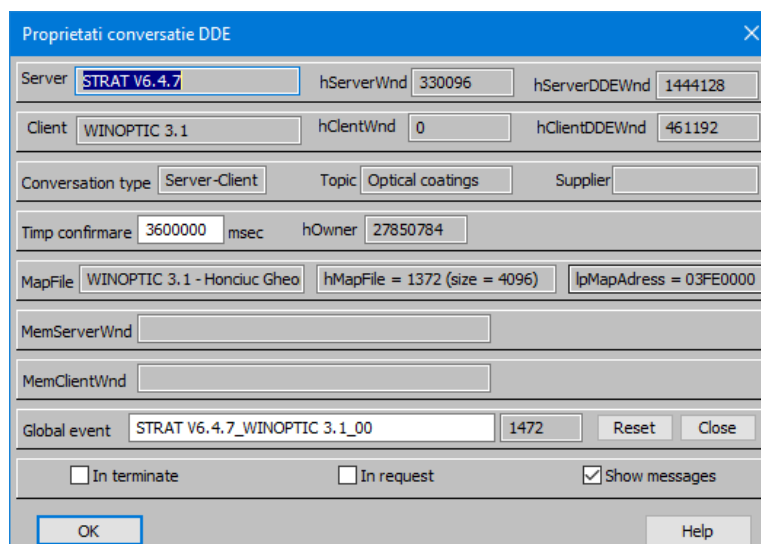 Proprietati conversatie DDE
Server STRAT V6.4.7 hServerWnd 330096 hServerDDEWnd 1444128
Client WINOPTIC 3.1 hClentWnd 0 hClientDDEWnd 461192
Conversation type Server-Client Topic Optical coatings Supplier
Timp confirmare 3600000 msec hOwner 27850784
MapFile WINOPTIC 3.1 - Honciuc Gheo hMapFile = 1372 (size = 4096) lpMapAdress = 03FE0000
MemServerWnd
MemClientWnd
Global event STRAT V6.4.7_WINOPTIC 3.1_00 1472 Reset Close
In terminate In request Show messages
OK Help